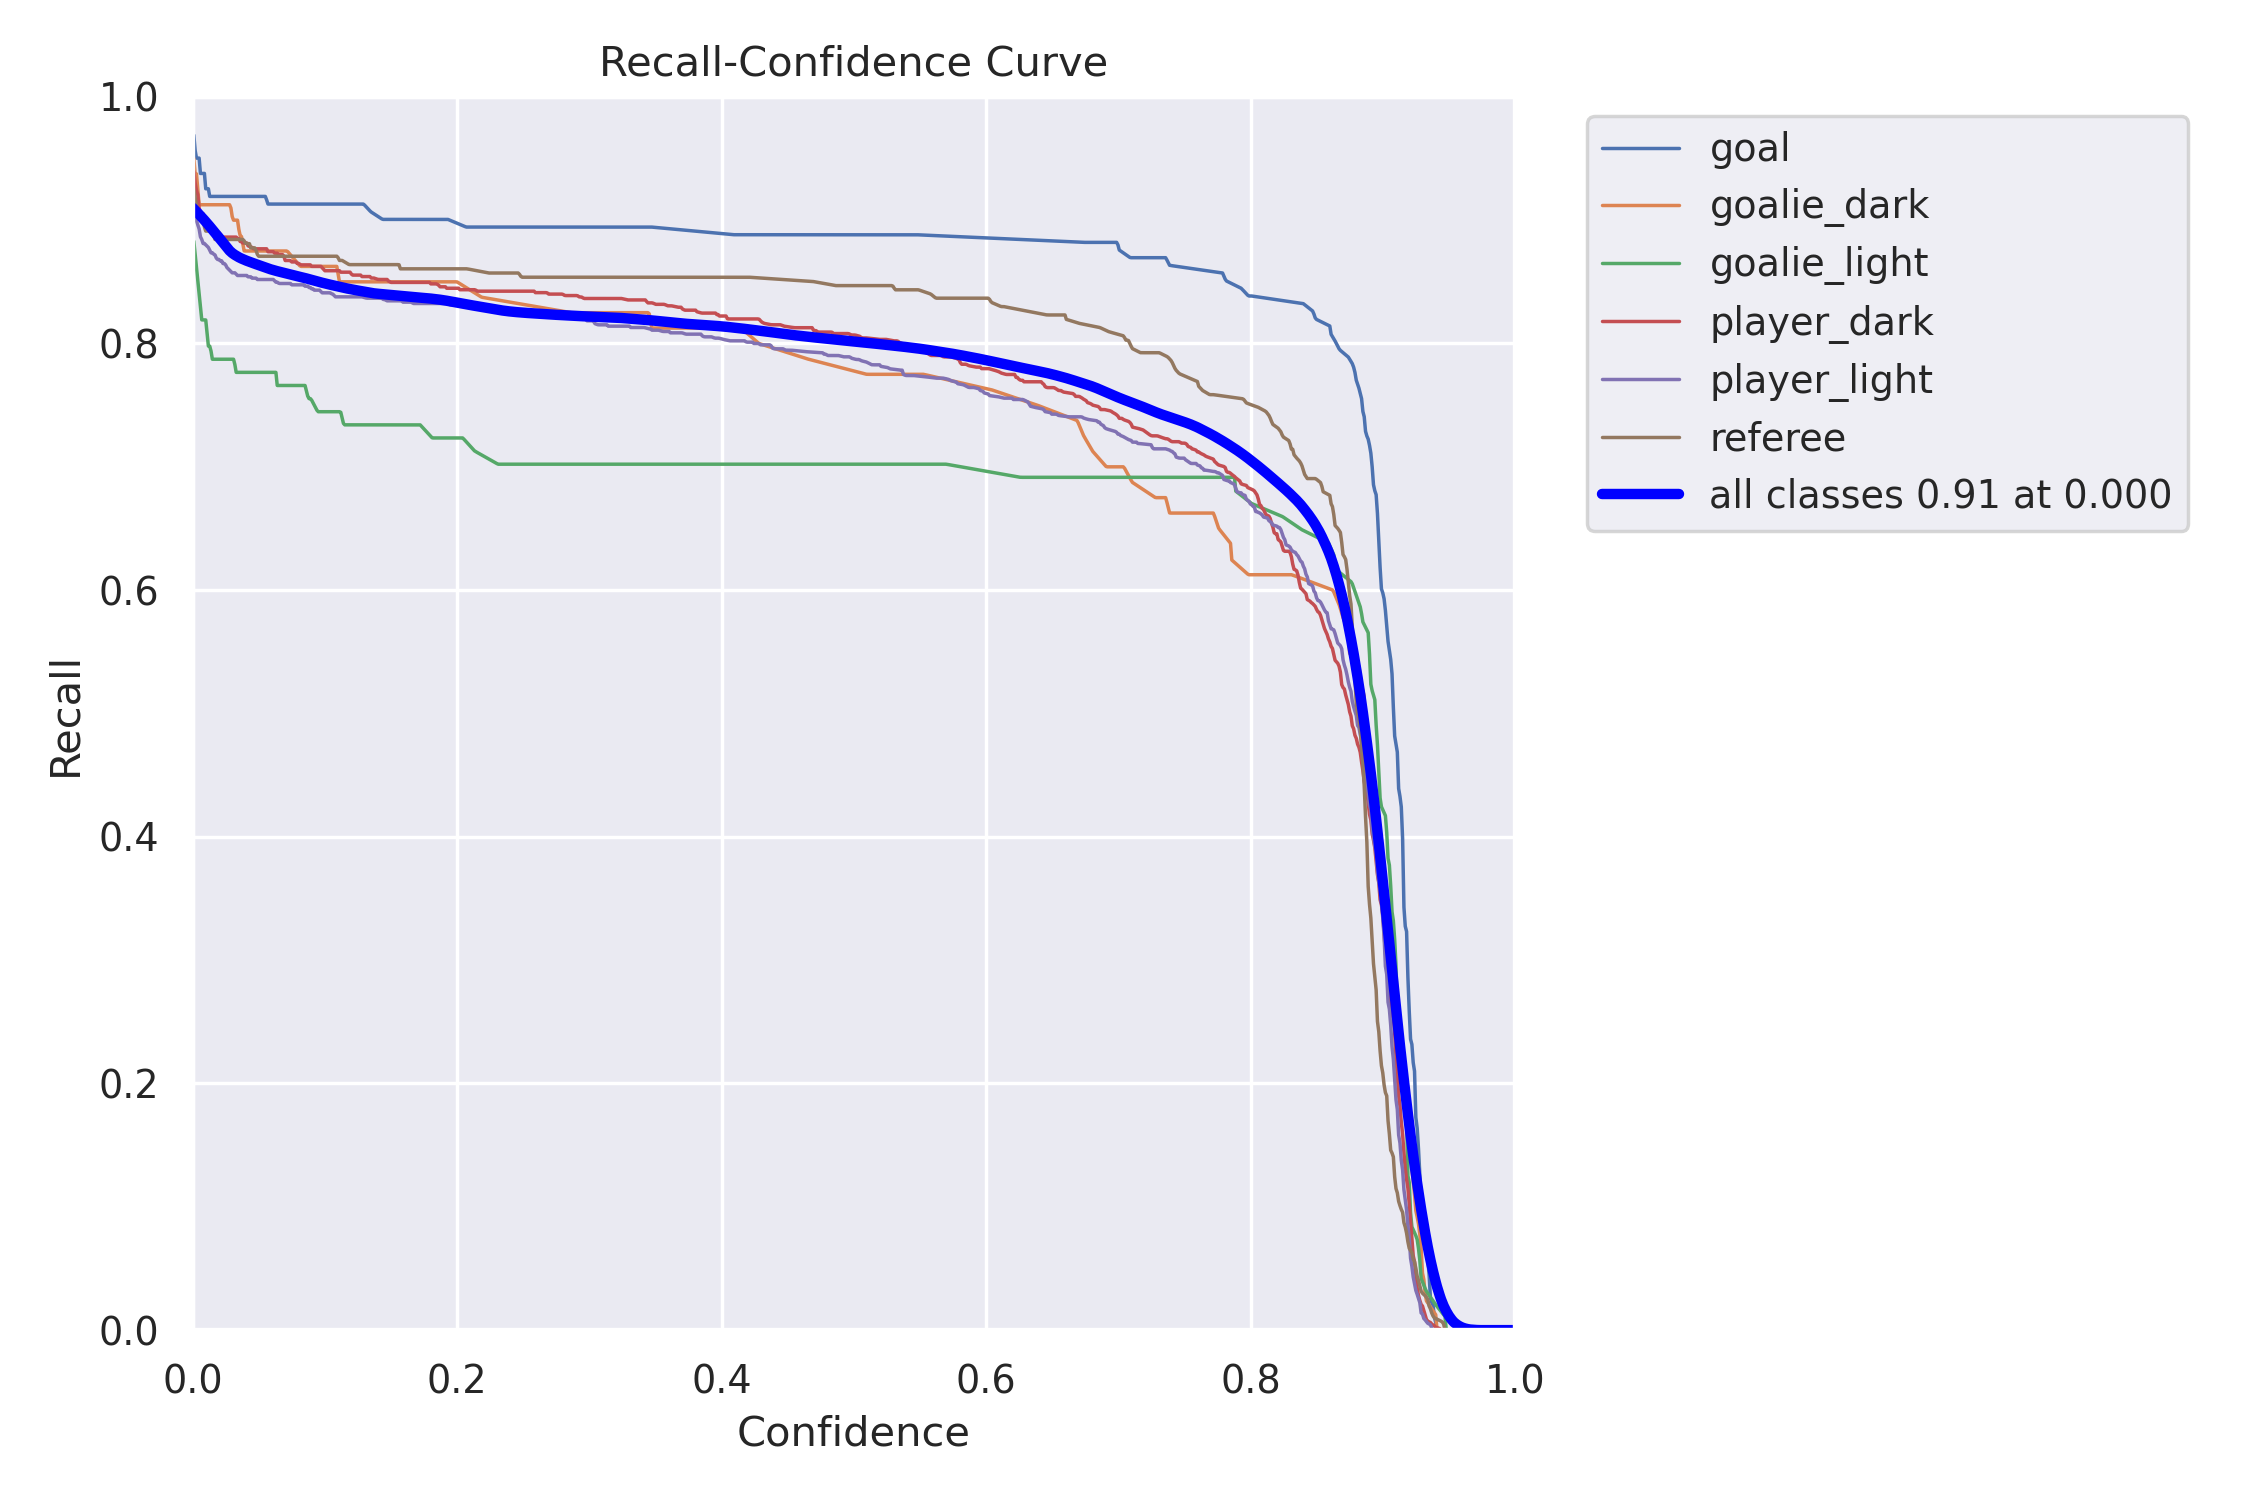 Recall-Confidence Curve
1.0
0.8
0.6
0.4
0.2
0.0
Recall
0.0 0.2 0.4 0.6 0.8 1.0
Confidence
goal
goalie_dark
goalie_light
player_dark
player_light
referee
all classes 0.91 at 0.000